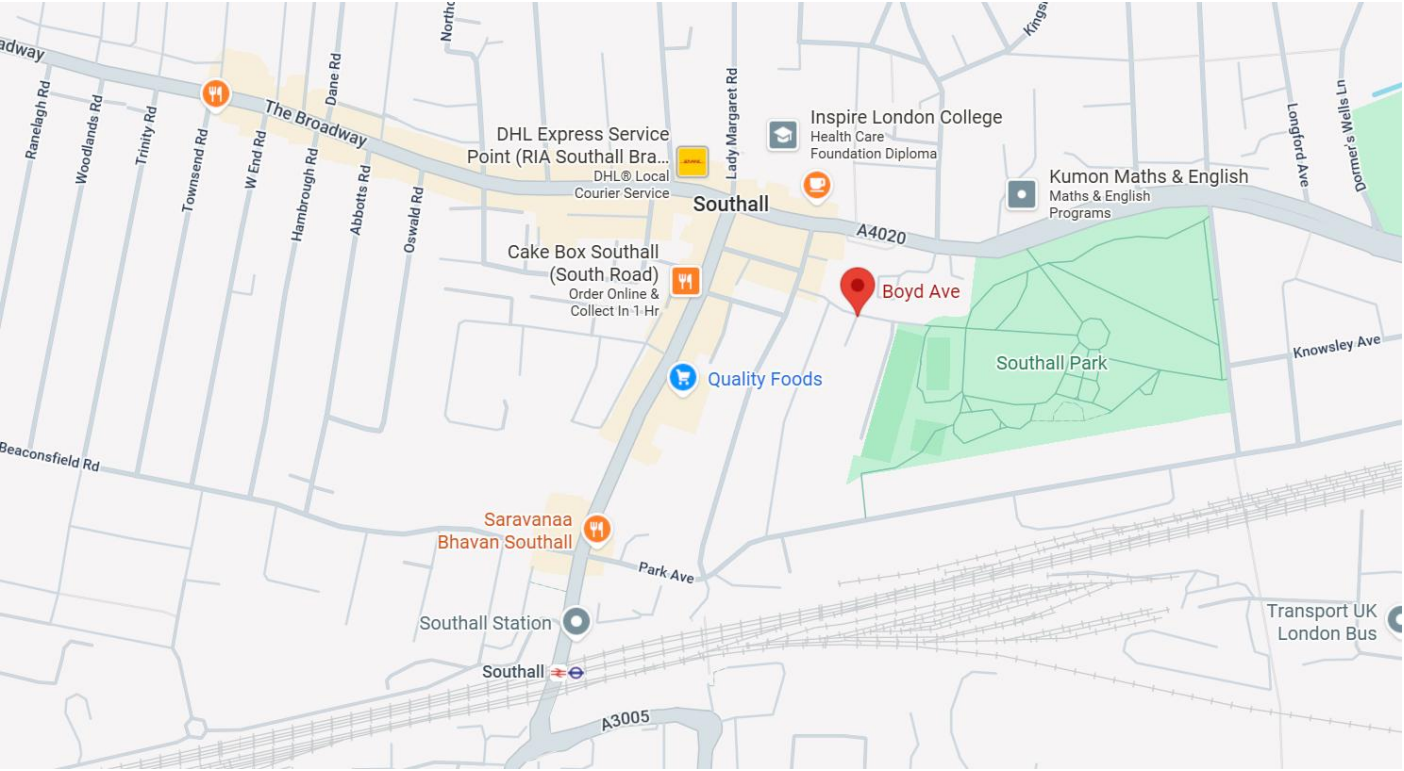 adway
Ranelagh Rd
Woodlands Rd
Trinity Rd
Townsend Rd
W End Rd
The Broadway
Dane Rd
Hambrough Rd
Abbotts Rd
Oswald Rd
Northc
DHL Express Service
Point (RIA Southall Bra...
DHL® Local
Courier Service
Lady Margaret Rd
Southall
Inspire London College
Health Care
Foundation Diploma
Kings
Kumon Maths & English
Maths & English
Programs
Longford Ave
Dormer's Wells Ln
A4020
Cake Box Southall
(South Road)
Order Online &
Collect In 1 Hr
Boyd Ave
Southall Park
Knowsley Ave
Quality Foods
Beaconsfield Rd
Saravanaa
Bhavan Southall
Park Ave
Southall Station
Southall
A3005
Transport UK
London Bus